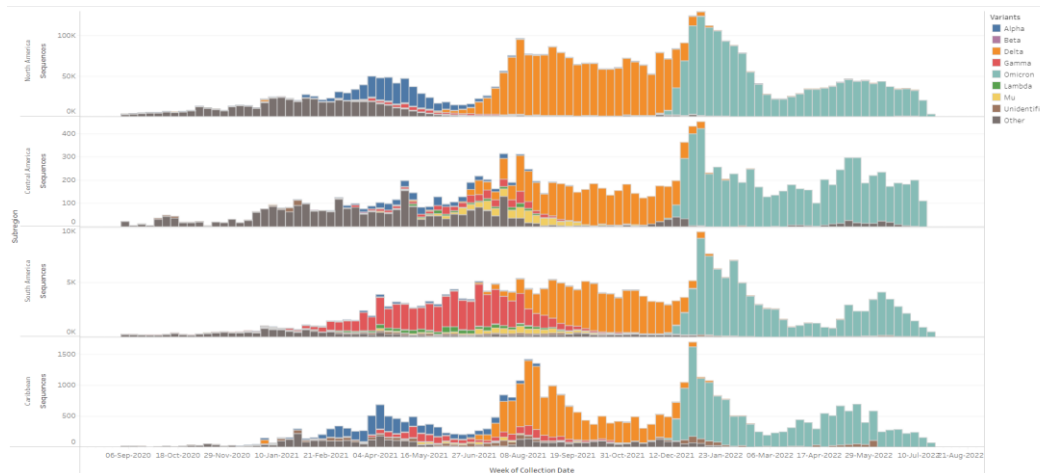 Variants
Alpha
Beta
Delta
Gamma
Omicron
Lambda
Mu
Unidentifi
Other
Subregion
North America
Sequences
100K
50K
0K
Central America
Sequences
400
300
200
100
0
South America
Sequences
10K
5K
0K
Caribbean
Sequences
1500
1000
500
0
06-Sep-2020 18-Oct-2020 29-Nov-2020 10-Jan-2021 21-Feb-2021 04-Apr-2021 16-May-2021 27-Jun-2021 08-Aug-2021 19-Sep-2021 31-Oct-2021 12-Dec-2021 23-Jan-2022 06-Mar-2022 17-Apr-2022 29-May-2022 10-Jul-2022 21-Aug-2022
Week of Collection Date